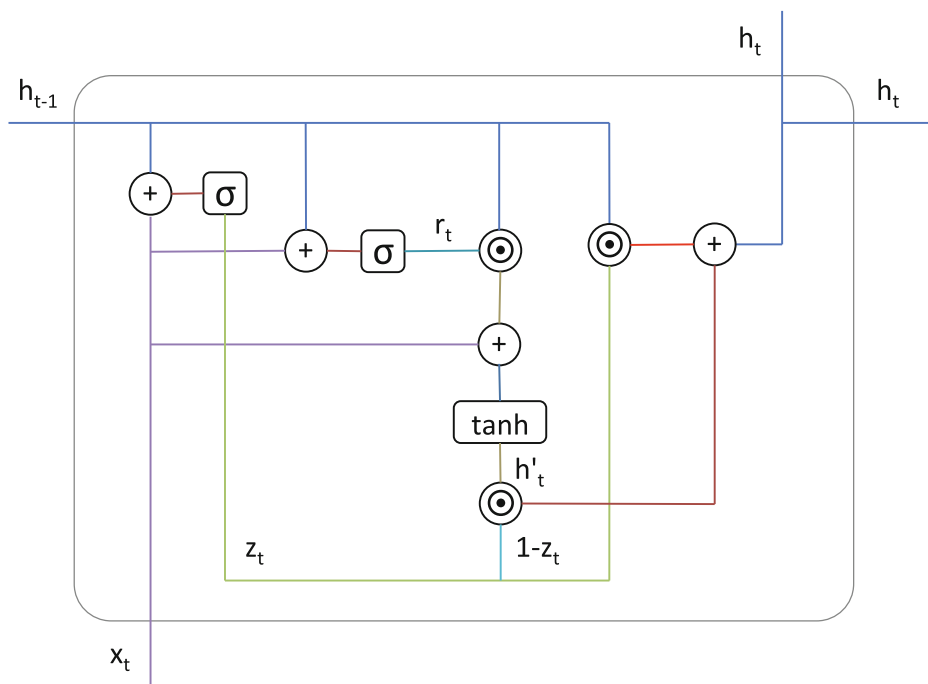 h_t
h_{t-1}
h_t
+
σ
r_t
+
σ
+
+
tanh
h'_t
z_t
1-z_t
x_t